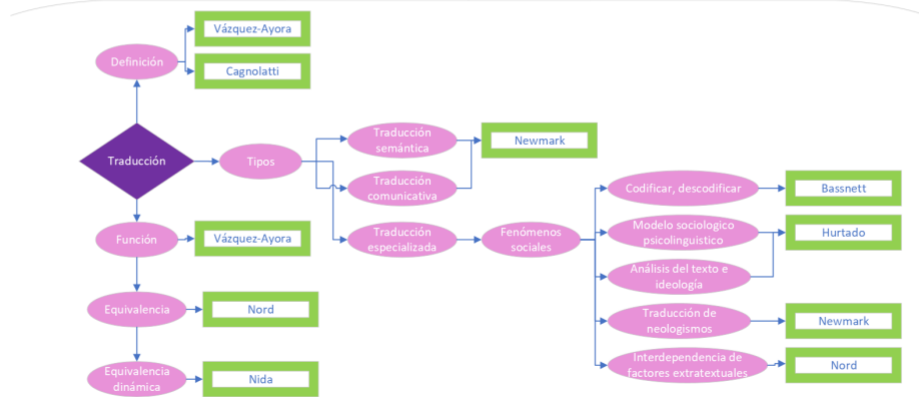 Vázquez-Ayora
Definición
Cagnolatti
Traducción
Tipos
Traducción
semántica
Newmark
Traducción
comunicativa
Traducción
especializada
Fenómenos
sociales
Codificar, descodificar
Bassnett
Modelo sociologico
psicolinguistico
Hurtado
Análisis del texto e
ideología
Traducción de
neologismos
Newmark
Interdependencia de
factores extratextuales
Nord
Función
Vázquez-Ayora
Equivalencia
Nord
Equivalencia
dinámica
Nida